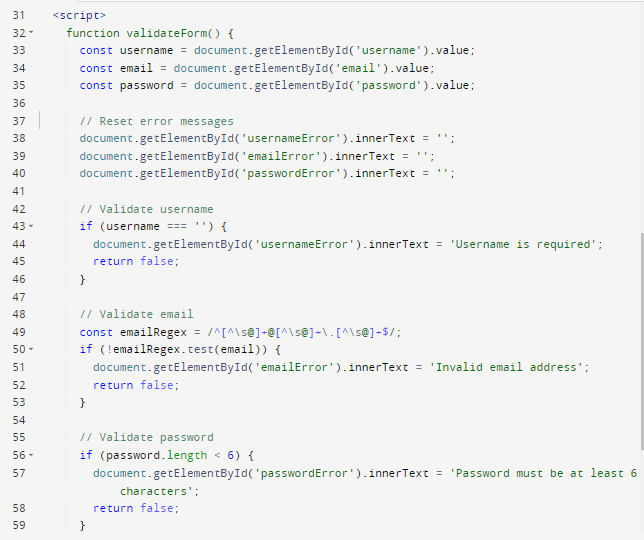 31 <script>
32 function validateForm() {
33 const username = document.getElementById('username').value;
34 const email = document.getElementById('email').value;
35 const password = document.getElementById('password').value;
36
37 // Reset error messages
38 document.getElementById('usernameError').innerText = '';
39 document.getElementById('emailError').innerText = '';
40 document.getElementById('passwordError').innerText = '';
41
42 // Validate username
43 if (username === '') {
44 document.getElementById('usernameError').innerText = 'Username is required';
45 return false;
46 }
47
48 // Validate email
49 const emailRegex = /^[^\s@]+@[^\s@]+\.[^\s@]+$/;
50 if (!emailRegex.test(email)) {
51 document.getElementById('emailError').innerText = 'Invalid email address';
52 return false;
53 }
54
55 // Validate password
56 if (password.length < 6) {
57 document.getElementById('passwordError').innerText = 'Password must be at least 6
characters';
58 return false;
59 }